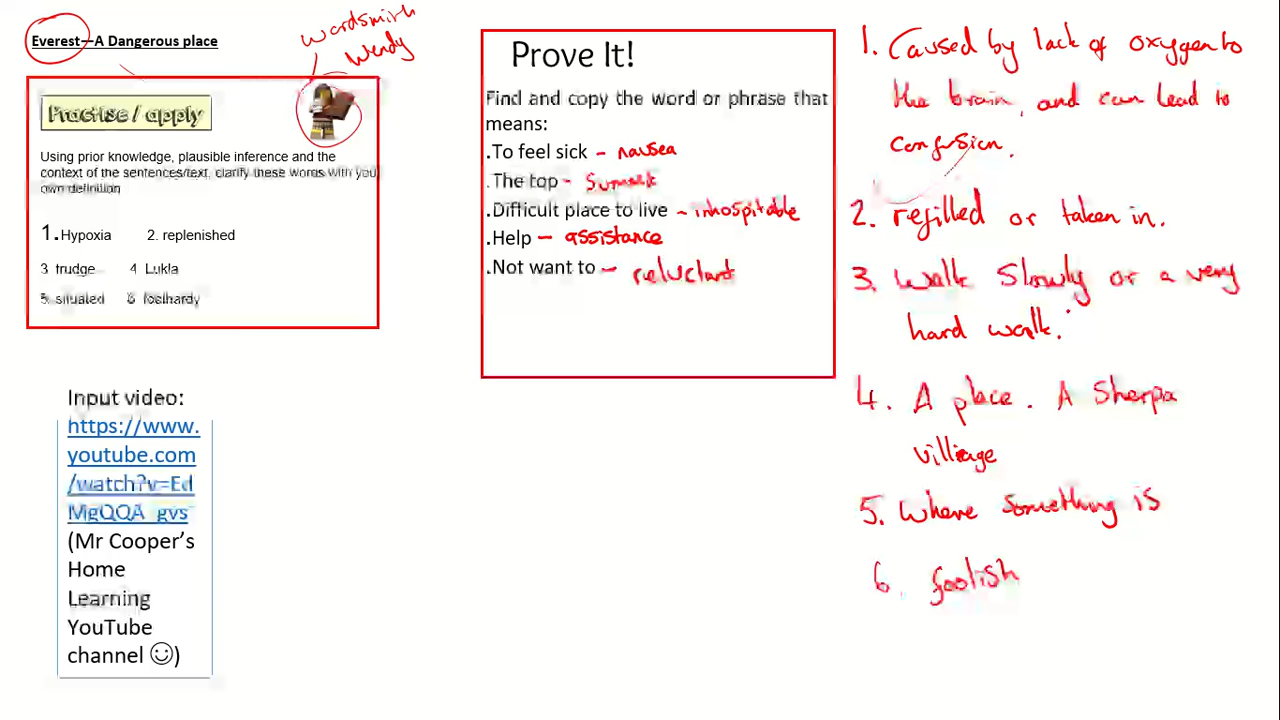 Everest—A Dangerous place
wordsmith
Wendy
Practise / apply
Using prior knowledge, plausible inference and the
context of the sentences/text, clarify these words with you
own definition
1. Hypoxia 2. replenished
3 trudge 4 Lukla
5. situated 6 foolhardy
Input video:
https://www.
youtube.com
/watch?v=Ed
MgQQA_gvs
(Mr Cooper's
Home
Learning
YouTube
channel ☺)
Prove It!
Find and copy the word or phrase that
means:
.To feel sick - nausea
.The top -
.Difficult place to live - inhospitable
.Help - assistance
.Not want to - reluctant
1. Caused by lack of oxygen to
the brain, and can lead to
confusion.
2. refilled or taken in.
3. Walk slowly or a very
hard walk.
4. A place. A Sherpa
village
5. Where something is
6. foolish